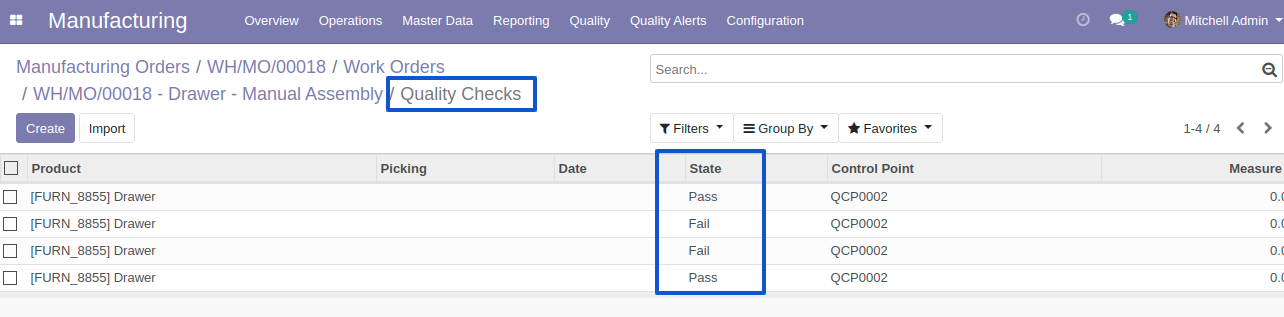 Manufacturing Overview Operations Master Data Reporting Quality Quality Alerts Configuration 1 Mitchell Admin
Manufacturing Orders / WH/MO/00018 / Work Orders
/ WH/MO/00018 - Drawer - Manual Assembly / Quality Checks
Search...
Create Import Filters Group By Favorites 1-4 / 4
Product Picking Date State Control Point Measure
[FURN_8855] Drawer Pass QCP0002 0.0
[FURN_8855] Drawer Fail QCP0002 0.0
[FURN_8855] Drawer Fail QCP0002 0.0
[FURN_8855] Drawer Pass QCP0002 0.0